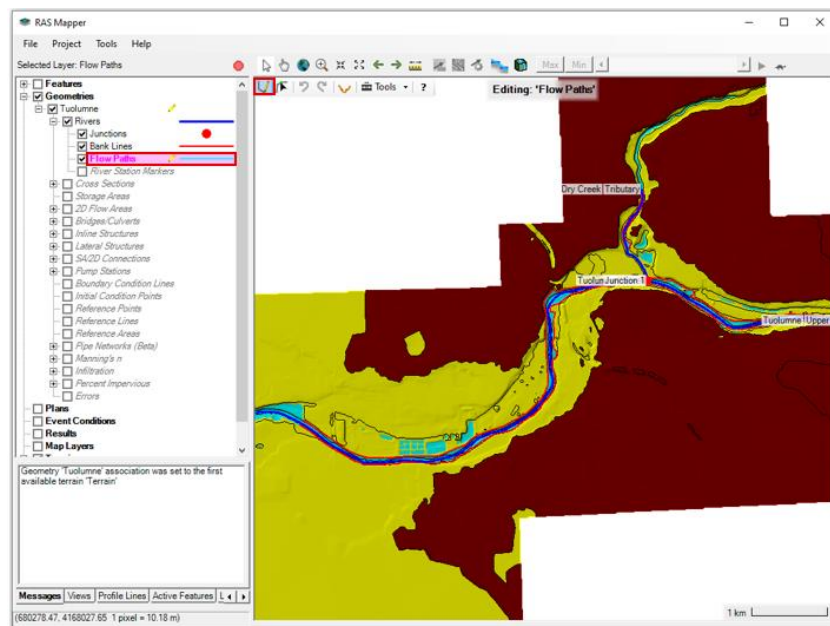 RAS Mapper
File Project Tools Help
Selected Layer: Flow Paths
Max Min
Features
Geometries
Tuolumne
Rivers
Junctions
Bank Lines
Flow Paths
River Station Markers
Cross Sections
Storage Areas
2D Flow Areas
Bridges/Culverts
Inline Structures
Lateral Structures
SA/2D Connections
Pump Stations
Boundary Condition Lines
Initial Condition Points
Reference Points
Reference Lines
Reference Areas
Pipe Networks (Beta)
Manning's n
Infiltration
Percent Impervious
Errors
Plans
Event Conditions
Results
Map Layers
Tools ?
Editing: 'Flow Paths'
Dry Creek Tributary
Tuolu Junction 1
Tuolumne Upper
1 km
Geometry 'Tuolumne' association was set to the first
available terrain 'Terrain'
Messages Views Profile Lines Active Features L
(680278.47, 4168027.65 1 pixel = 10.18 m)